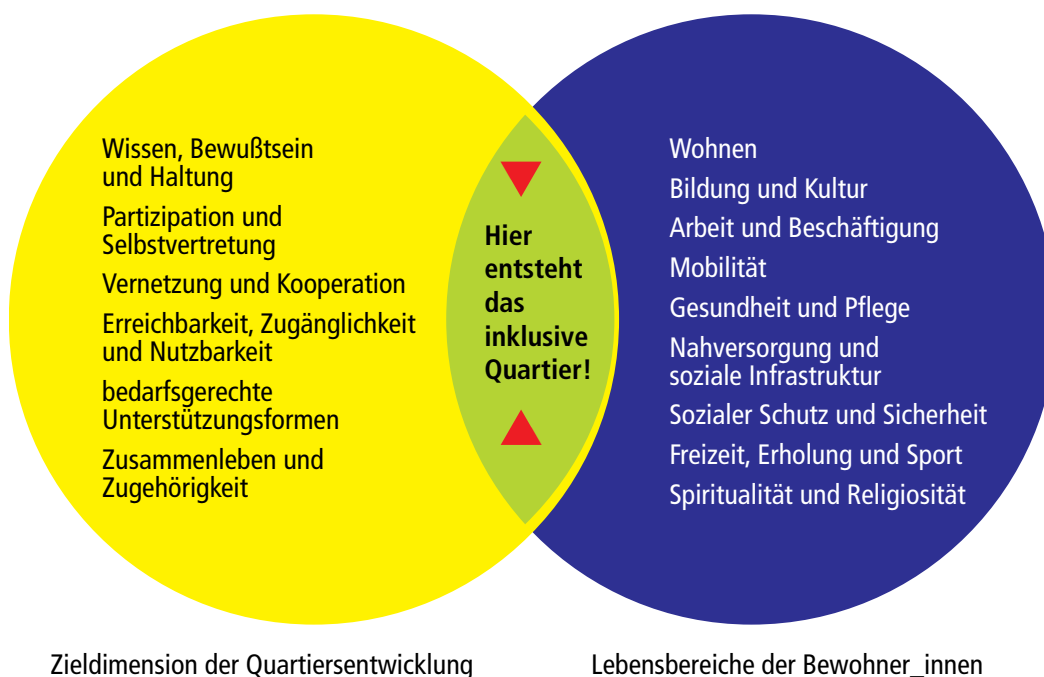 Wissen, Bewußtsein
und Haltung
Partizipation und
Selbstvertretung
Vernetzung und Kooperation
Erreichbarkeit, Zugänglichkeit
und Nutzbarkeit
bedarfsgerechte
Unterstützungsformen
Zusammenleben und
Zugehörigkeit
Hier
entsteht
das
inklusive
Quartier!
Wohnen
Bildung und Kultur
Arbeit und Beschäftigung
Mobilität
Gesundheit und Pflege
Nahversorgung und
soziale Infrastruktur
Sozialer Schutz und Sicherheit
Freizeit, Erholung und Sport
Spiritualität und Religiosität
Zieldimension der Quartiersentwicklung
Lebensbereiche der Bewohner_innen